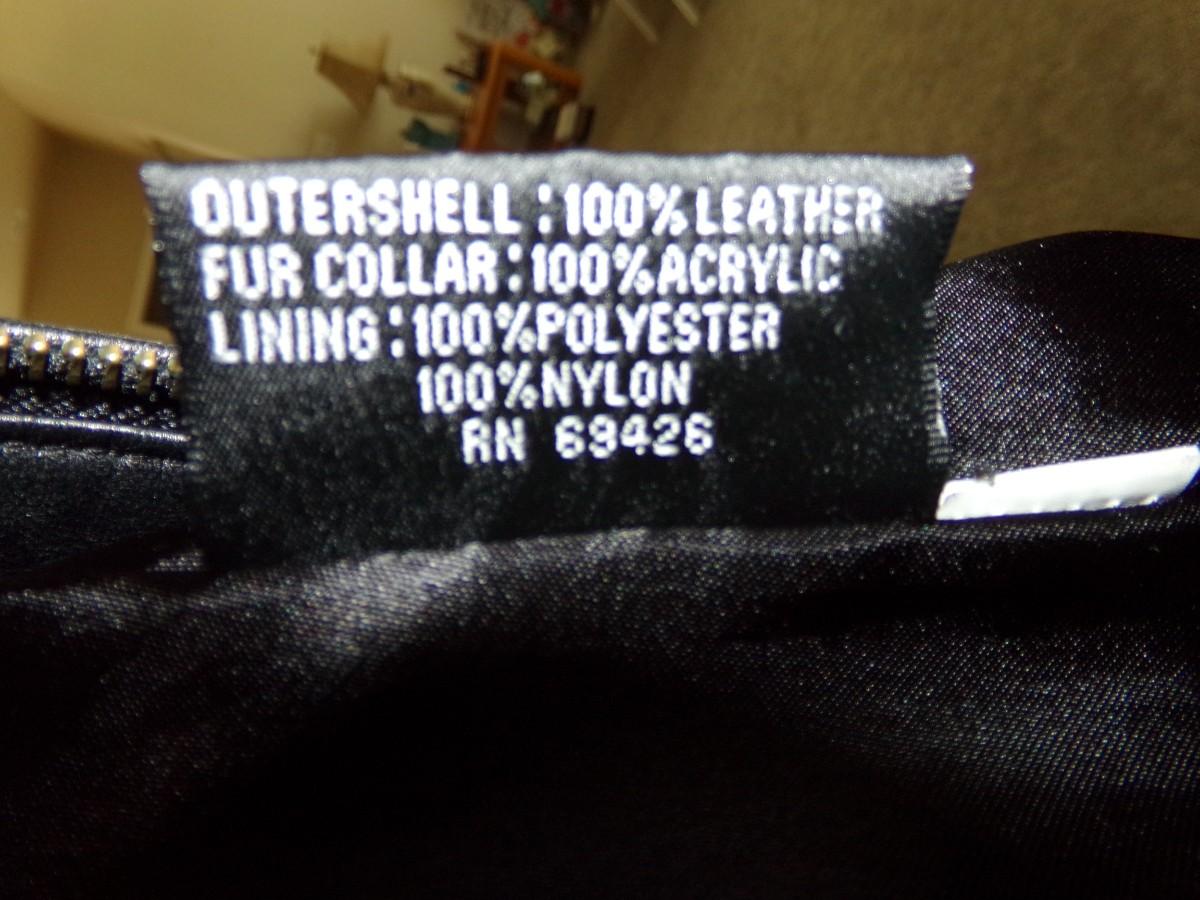 OUTERSHELL : 100% LEATHER
FUR COLLAR : 100% ACRYLIC
LINING : 100% POLYESTER
100% NYLON
RN 69426